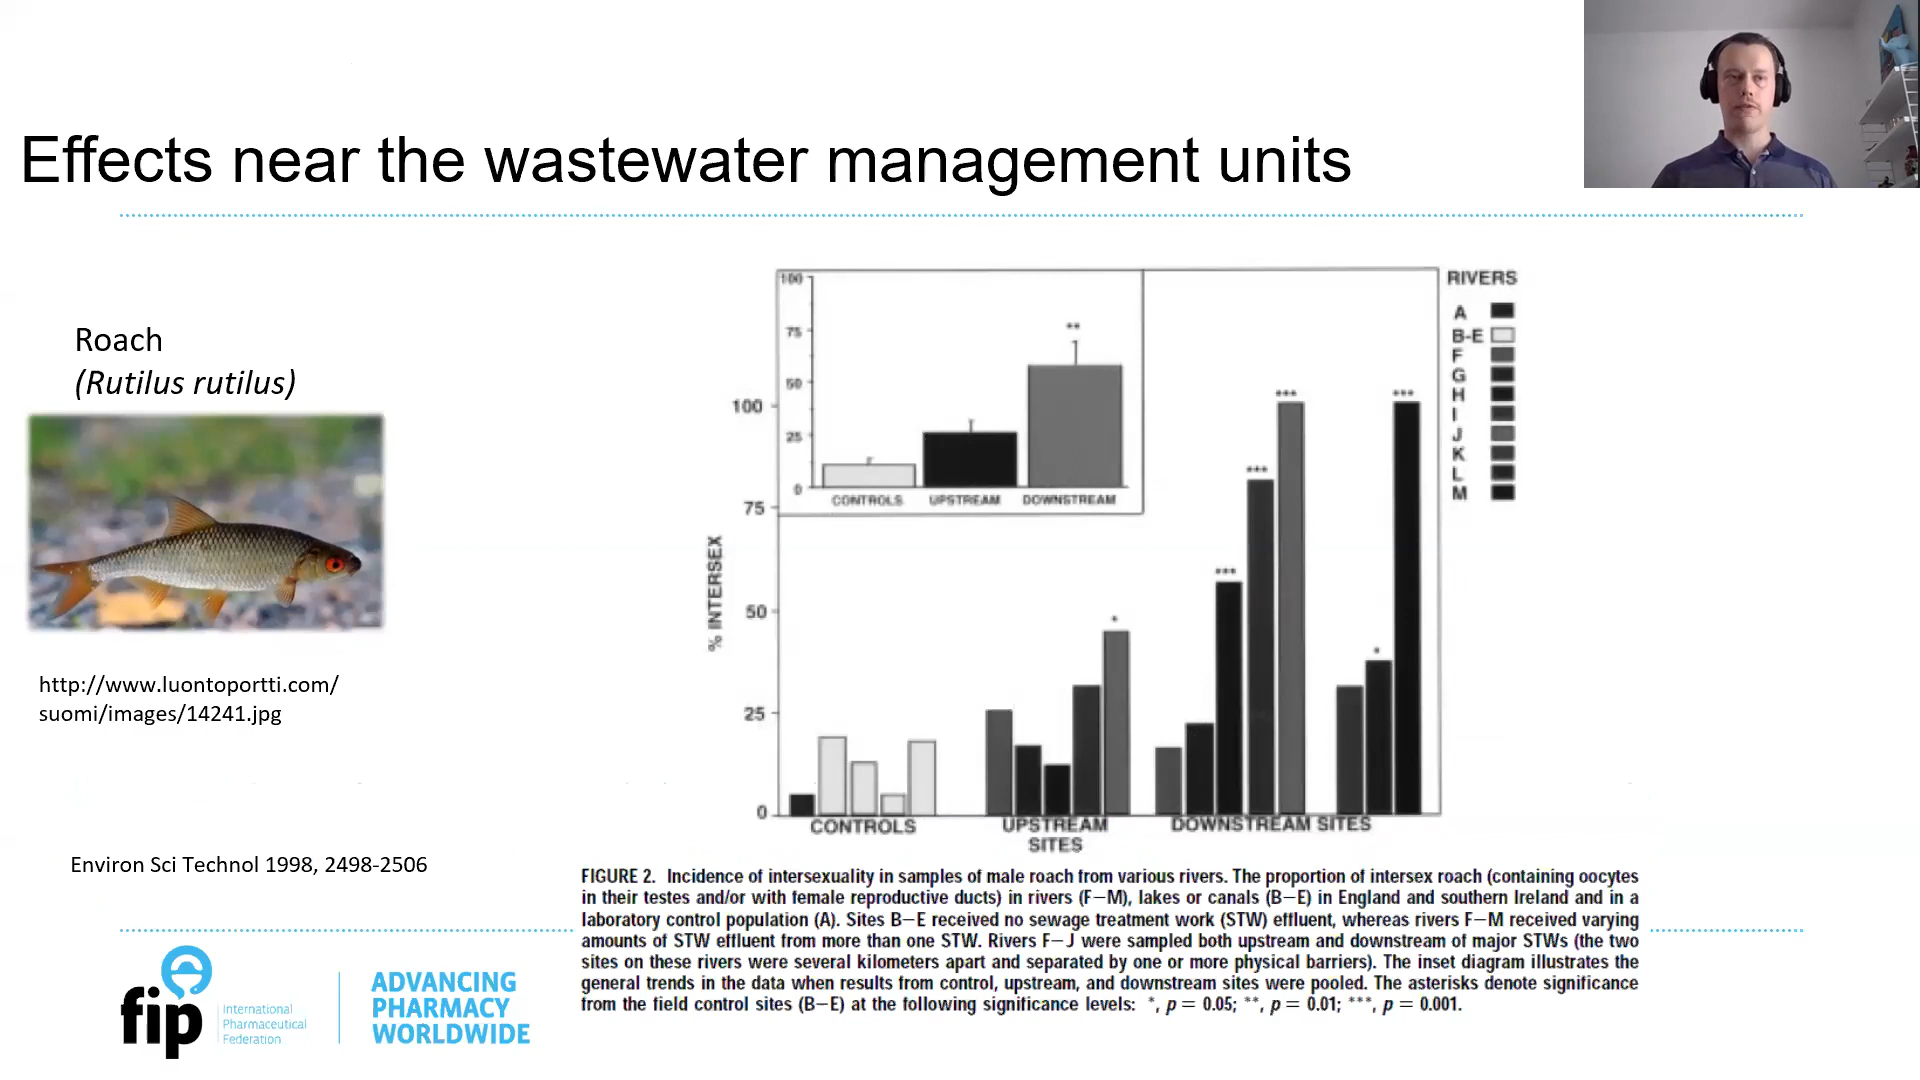 Effects near the wastewater management units
Roach
(Rutilus rutilus)
http://www.luontoportti.com/
suomi/images/14241.jpg
Environ Sci Technol 1998, 2498-2506
100
75
50
25
0
**
CONTROLS
UPSTREAM
DOWNSTREAM
% INTERSEX
100
75
50
25
0
*
***
***
***
*
***
CONTROLS
UPSTREAM
SITES
DOWNSTREAM SITES
RIVERS
A
B-E
F
G
H
I
J
K
L
M
FIGURE 2. Incidence of intersexuality in samples of male roach from various rivers. The proportion of intersex roach (containing oocytes
in their testes and/or with female reproductive ducts) in rivers (F–M), lakes or canals (B–E) in England and southern Ireland and in a
laboratory control population (A). Sites B–E received no sewage treatment work (STW) effluent, whereas rivers F–M received varying
amounts of STW effluent from more than one STW. Rivers F–J were sampled both upstream and downstream of major STWs (the two
sites on these rivers were several kilometers apart and separated by one or more physical barriers). The inset diagram illustrates the
general trends in the data when results from control, upstream, and downstream sites were pooled. The asterisks denote significance
from the field control sites (B–E) at the following significance levels: *, p = 0.05; **, p = 0.01; ***, p = 0.001.
fip
International
Pharmaceutical
Federation
ADVANCING
PHARMACY
WORLDWIDE